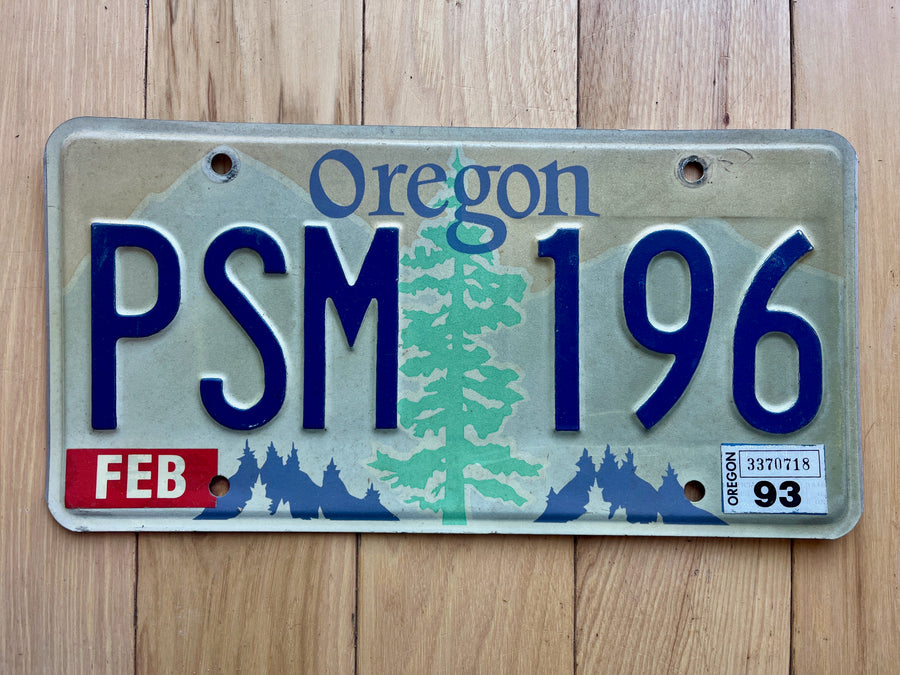 Oregon
PSM 196
FEB
OREGON
3370718
93